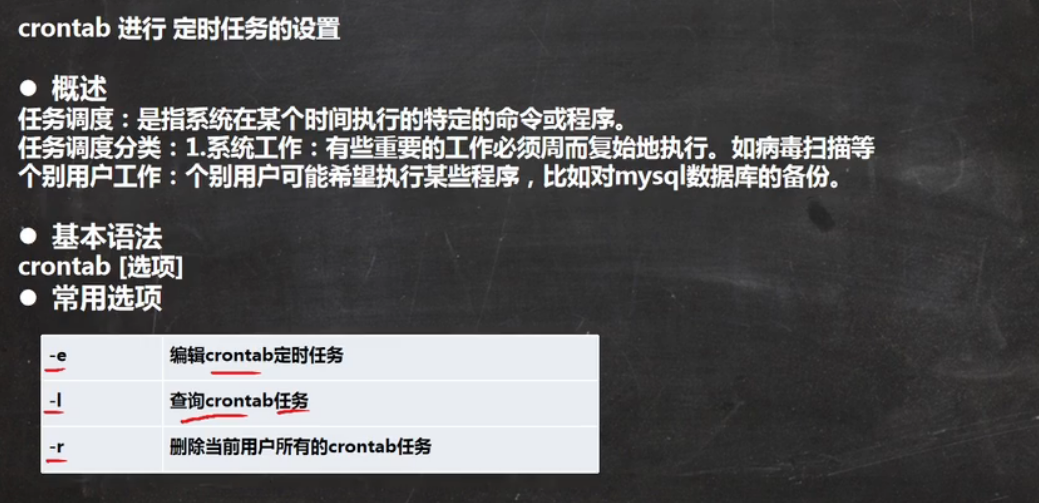 crontab 进行 定时任务的设置
● 概述
任务调度：是指系统在某个时间执行的特定的命令或程序。
任务调度分类：1.系统工作：有些重要的工作必须周而复始地执行。如病毒扫描等
个别用户工作：个别用户可能希望执行某些程序，比如对mysql数据库的备份。
● 基本语法
crontab [选项]
● 常用选项
-e 编辑crontab定时任务
-l 查询crontab任务
-r 删除当前用户所有的crontab任务